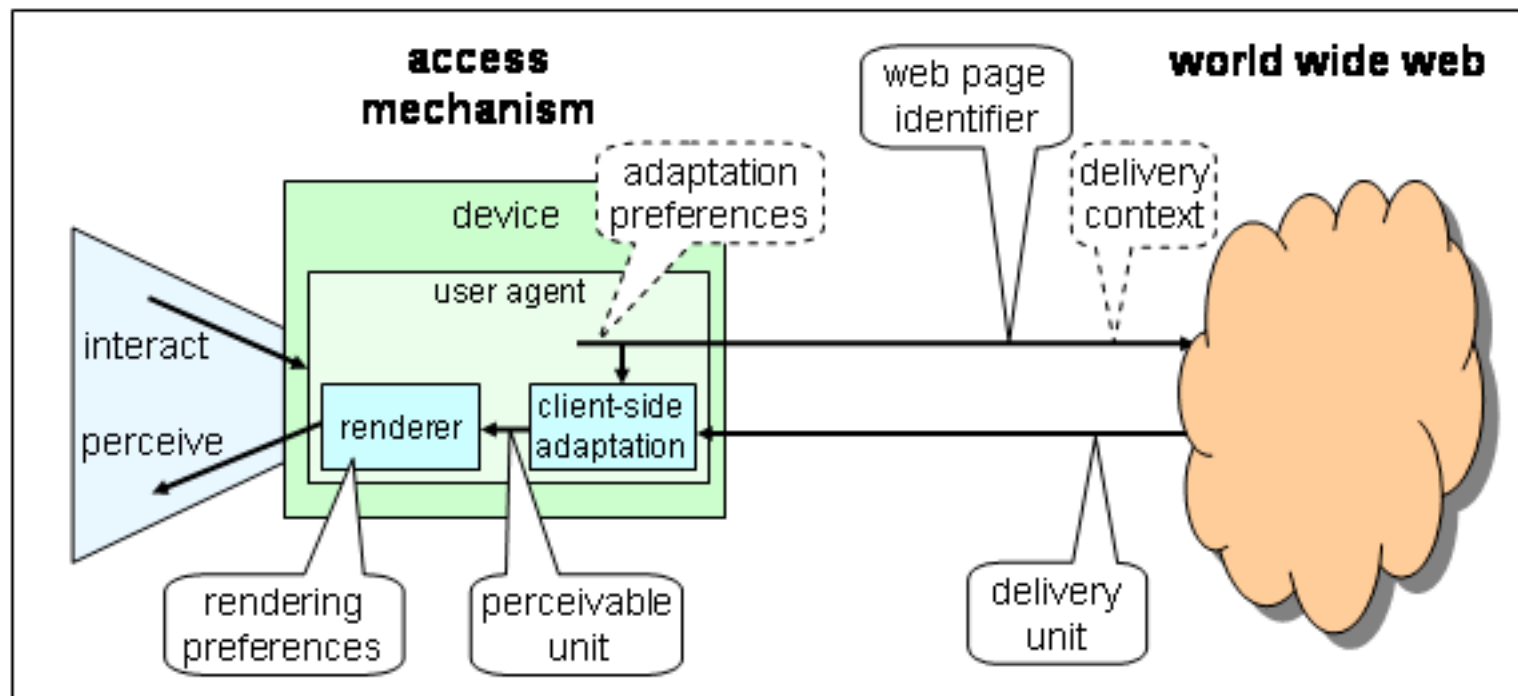 access
mechanism
web page
identifier
world wide web
adaptation
preferences
delivery
context
device
user agent
interact
perceive
renderer
client-side
adaptation
rendering
preferences
perceivable
unit
delivery
unit